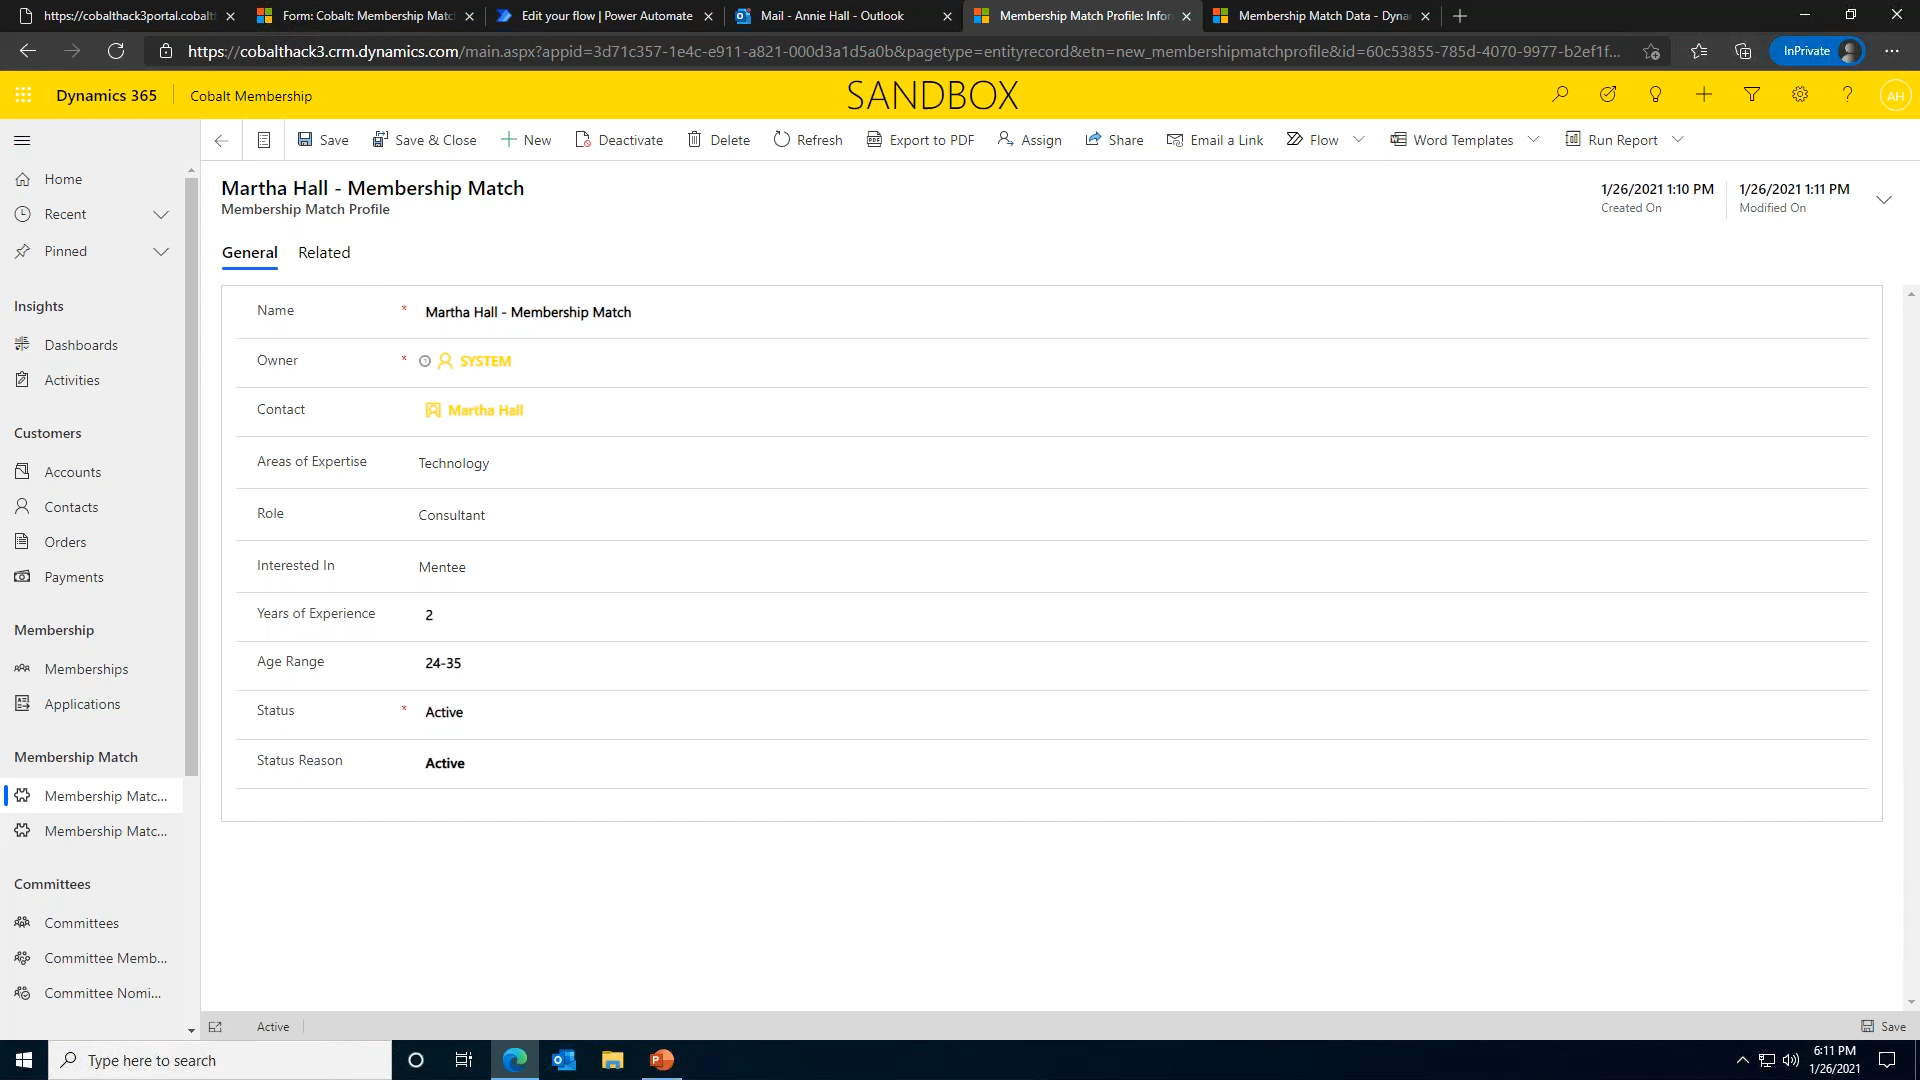 https://cobalthack3portal.cobalt
Form: Cobalt: Membership Matc
Edit your flow | Power Automate
Mail - Annie Hall - Outlook
Membership Match Profile: Infor
Membership Match Data - Dyna
https://cobalthack3.crm.dynamics.com/main.aspx?appid=3d71c357-1e4c-e911-a821-000d3a1d5a0b&pagetype=entityrecord&etn=new_membershipmatchprofile&id=60c53855-785d-4070-9977-b2ef1f...
InPrivate
Dynamics 365
Cobalt Membership
SANDBOX
AH
Save
Save & Close
New
Deactivate
Delete
Refresh
Export to PDF
Assign
Share
Email a Link
Flow
Word Templates
Run Report
Home
Recent
Pinned
Insights
Dashboards
Activities
Customers
Accounts
Contacts
Orders
Payments
Membership
Memberships
Applications
Membership Match
Membership Matc...
Membership Matc...
Committees
Committees
Committee Memb...
Committee Nomi...
Martha Hall - Membership Match
Membership Match Profile
1/26/2021 1:10 PM
Created On
1/26/2021 1:11 PM
Modified On
General
Related
Name * Martha Hall - Membership Match
Owner * SYSTEM
Contact Martha Hall
Areas of Expertise Technology
Role Consultant
Interested In Mentee
Years of Experience 2
Age Range 24-35
Status * Active
Status Reason Active
Active
Save
Type here to search
6:11 PM
1/26/2021